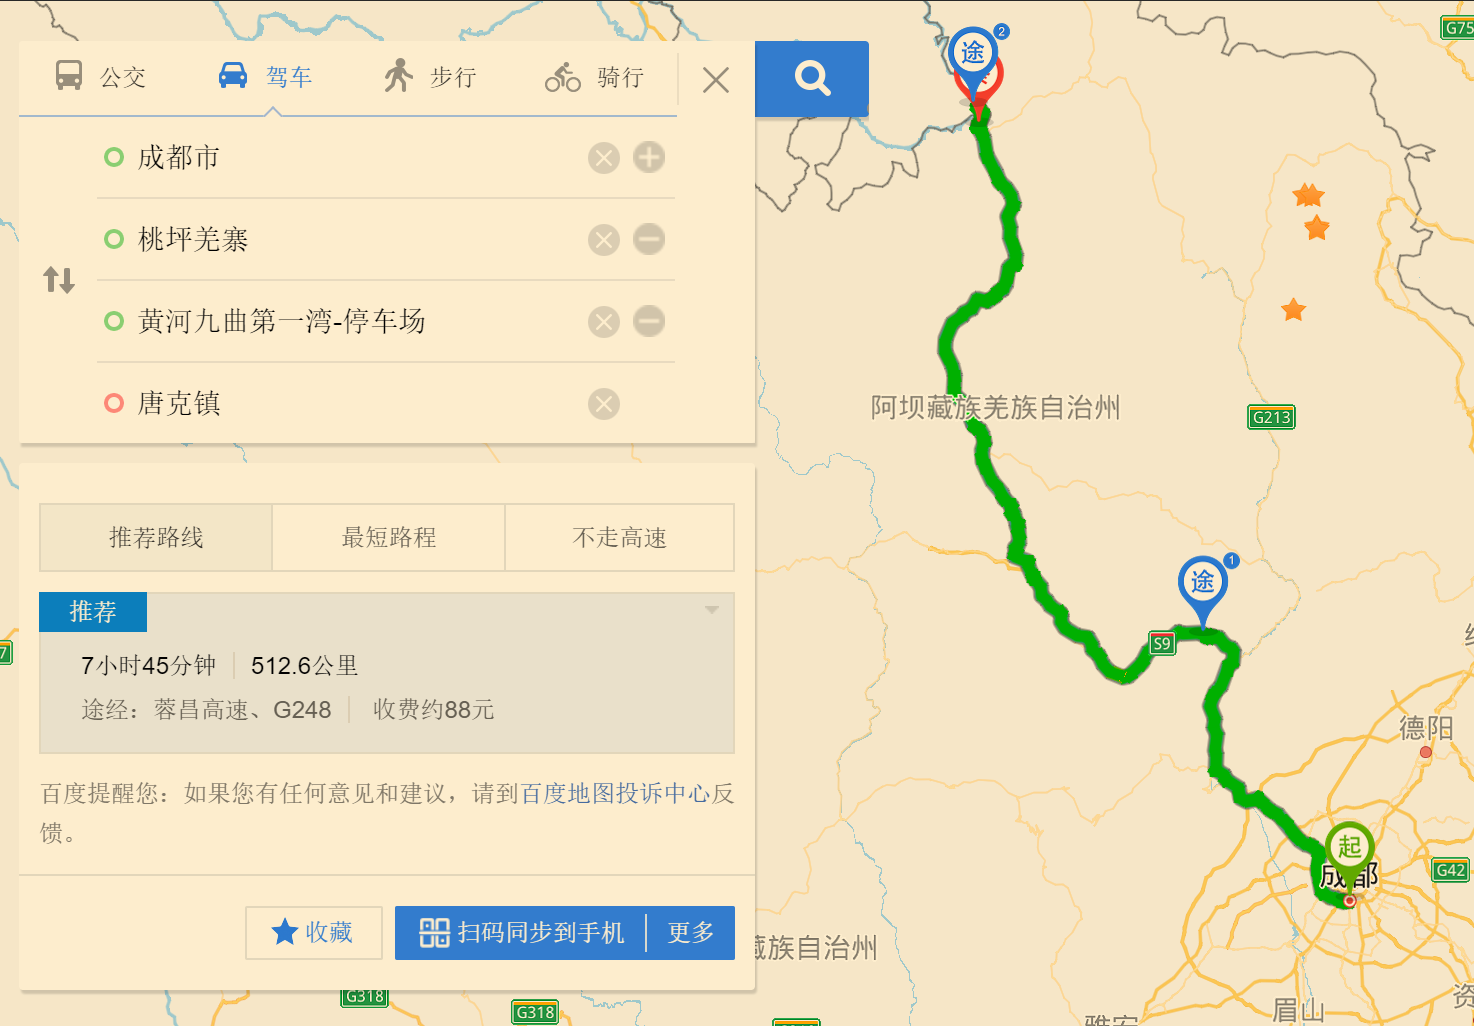 公交
驾车
步行
骑行
成都市
桃坪羌寨
黄河九曲第一湾-停车场
唐克镇
推荐路线
最短路程
不走高速
推荐
7小时45分钟
512.6公里
途经：蓉昌高速、G248
收费约88元
百度提醒您：如果您有任何意见和建议，请到百度地图投诉中心反
馈。
收藏
扫码同步到手机
更多
途
2
G75
阿坝藏族羌族自治州
G213
途
1
S9
7
德阳
起
成都
G42
藏族自治州
G318
G318
眉山
雅安
资